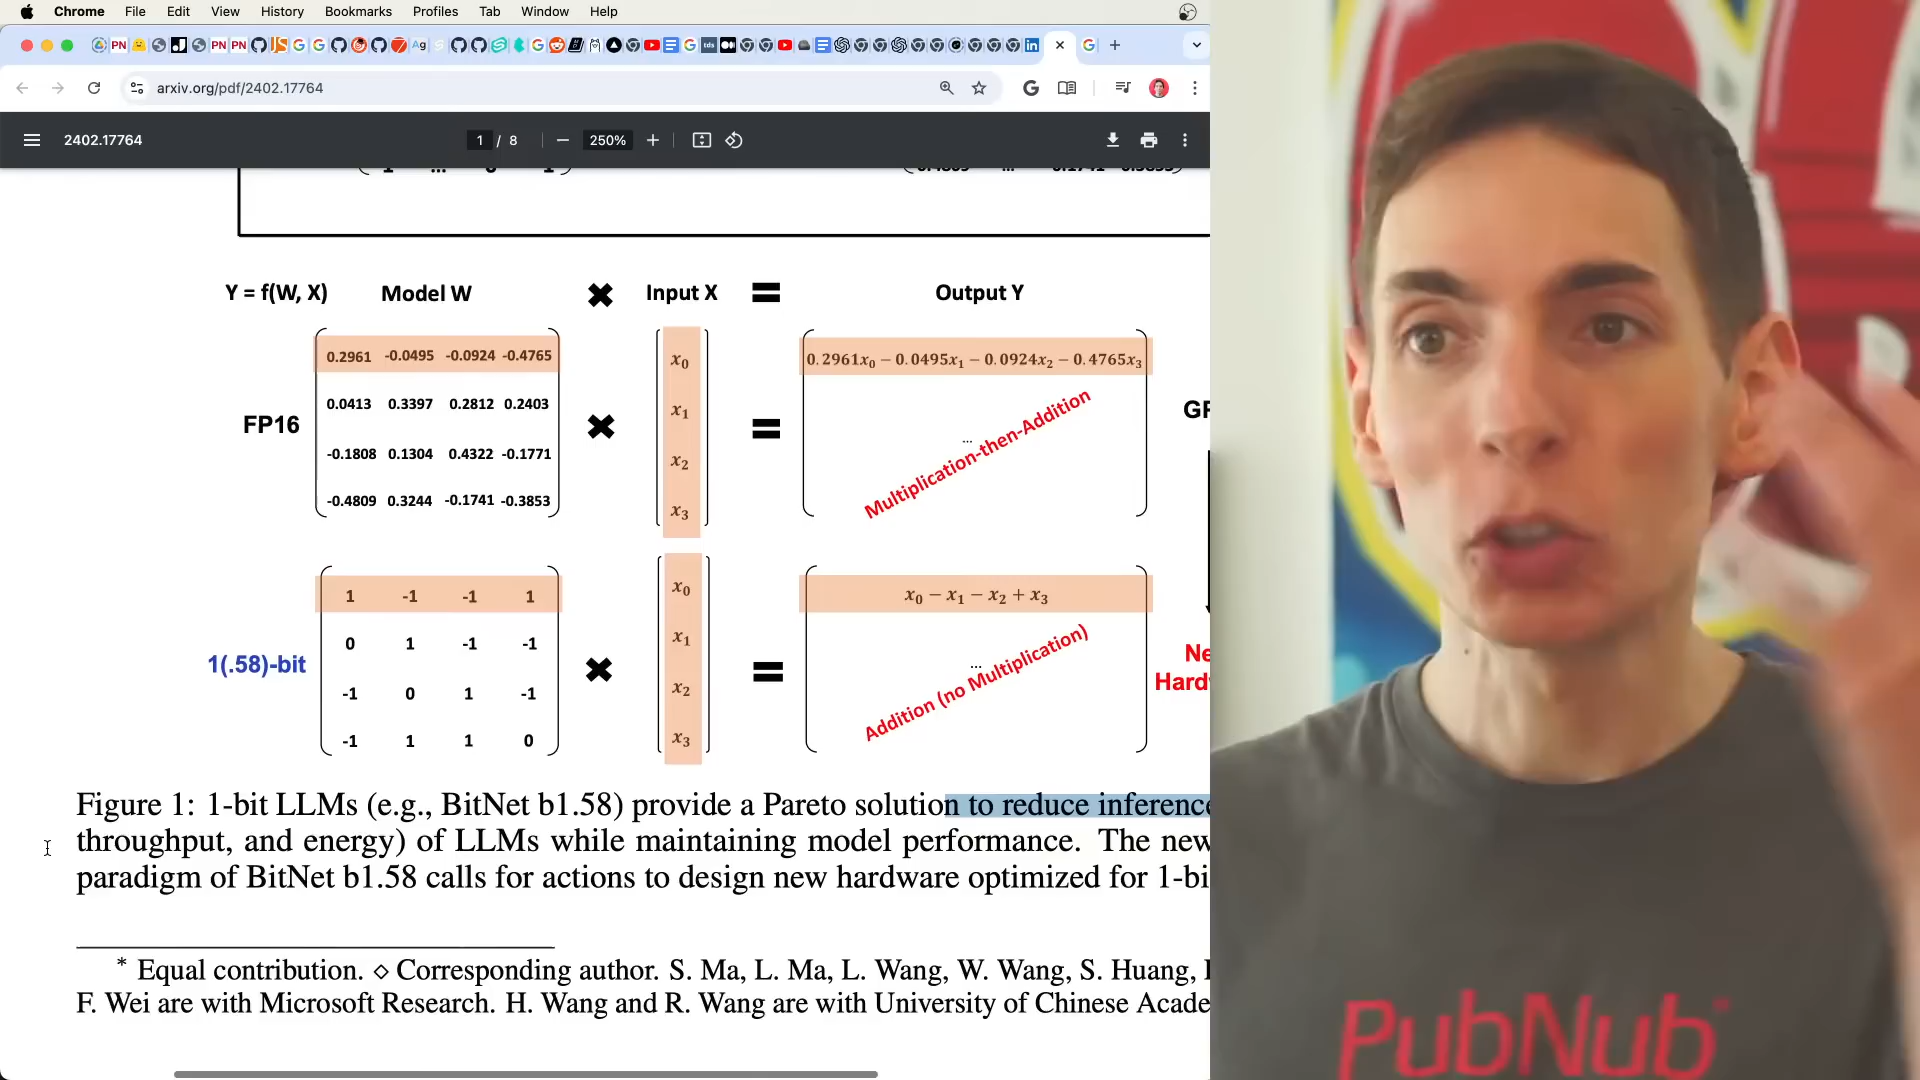 Chrome File Edit View History Bookmarks Profiles Tab Window Help
arxiv.org/pdf/2402.17764
2402.17764
1 / 8
250%
Y = f(W, X) Model W ✖ Input X = Output Y
FP16
0.2961 -0.0495 -0.0924 -0.4765
0.0413 0.3397 0.2812 0.2403
-0.1808 0.1304 0.4322 -0.1771
-0.4809 0.3244 -0.1741 -0.3853
✖
x₀
x₁
x₂
x₃
=
0.2961x₀ − 0.0495x₁ − 0.0924x₂ − 0.4765x₃
...
Multiplication-then-Addition
1(.58)-bit
1 -1 -1 1
0 1 -1 -1
-1 0 1 -1
-1 1 1 0
✖
x₀
x₁
x₂
x₃
=
x₀ − x₁ − x₂ + x₃
...
Addition (no Multiplication)
Figure 1: 1-bit LLMs (e.g., BitNet b1.58) provide a Pareto solution to reduce inference
throughput, and energy) of LLMs while maintaining model performance. The new
paradigm of BitNet b1.58 calls for actions to design new hardware optimized for 1-bi
* Equal contribution. ⋄ Corresponding author. S. Ma, L. Ma, L. Wang, W. Wang, S. Huang,
F. Wei are with Microsoft Research. H. Wang and R. Wang are with University of Chinese Acade
PubNub